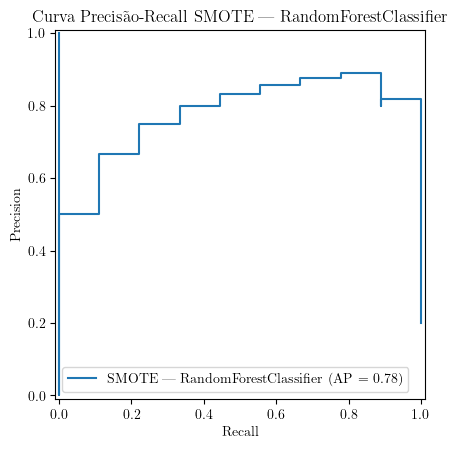 Curva Precisão-Recall SMOTE — RandomForestClassifier
1.0
0.8
0.6
0.4
0.2
0.0
Precision
SMOTE — RandomForestClassifier (AP = 0.78)
0.0 0.2 0.4 0.6 0.8 1.0
Recall